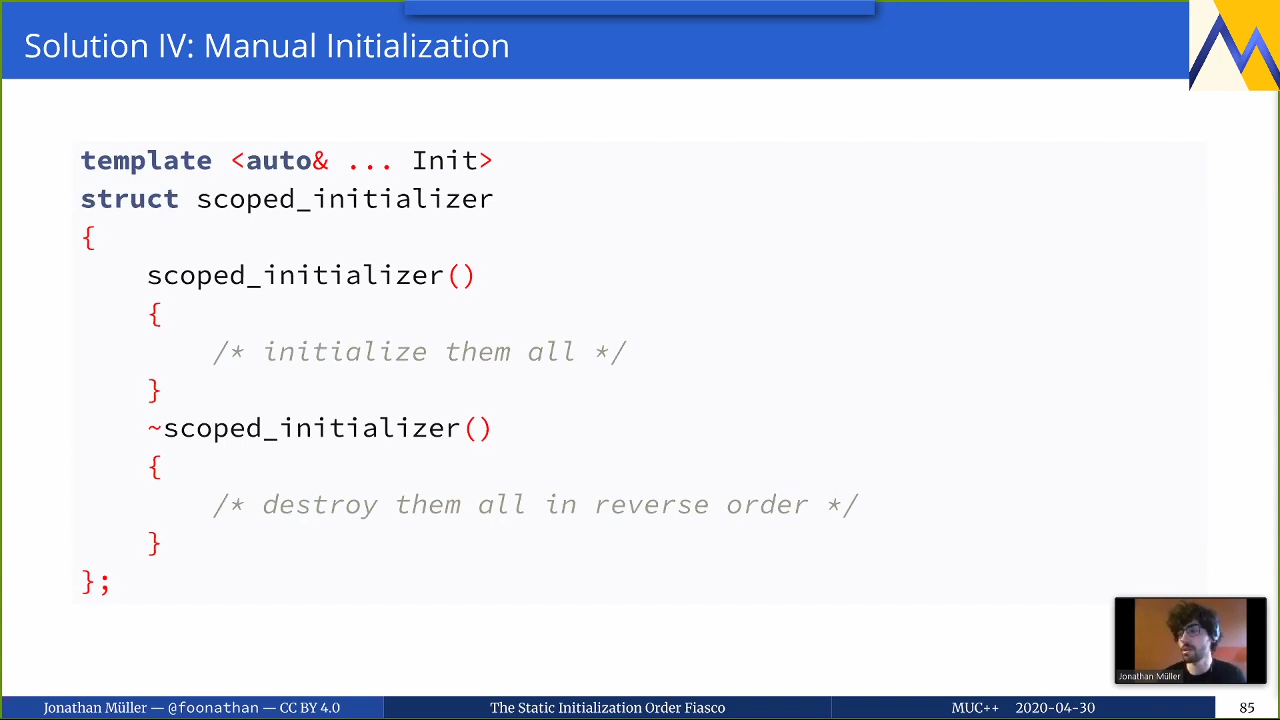 Solution IV: Manual Initialization
template <auto& ... Init>
struct scoped_initializer
{
scoped_initializer()
{
/* initialize them all */
}
~scoped_initializer()
{
/* destroy them all in reverse order */
}
};
Jonathan Müller
Jonathan Müller — @foonathan — CC BY 4.0
The Static Initialization Order Fiasco
MUC++ 2020-04-30
85